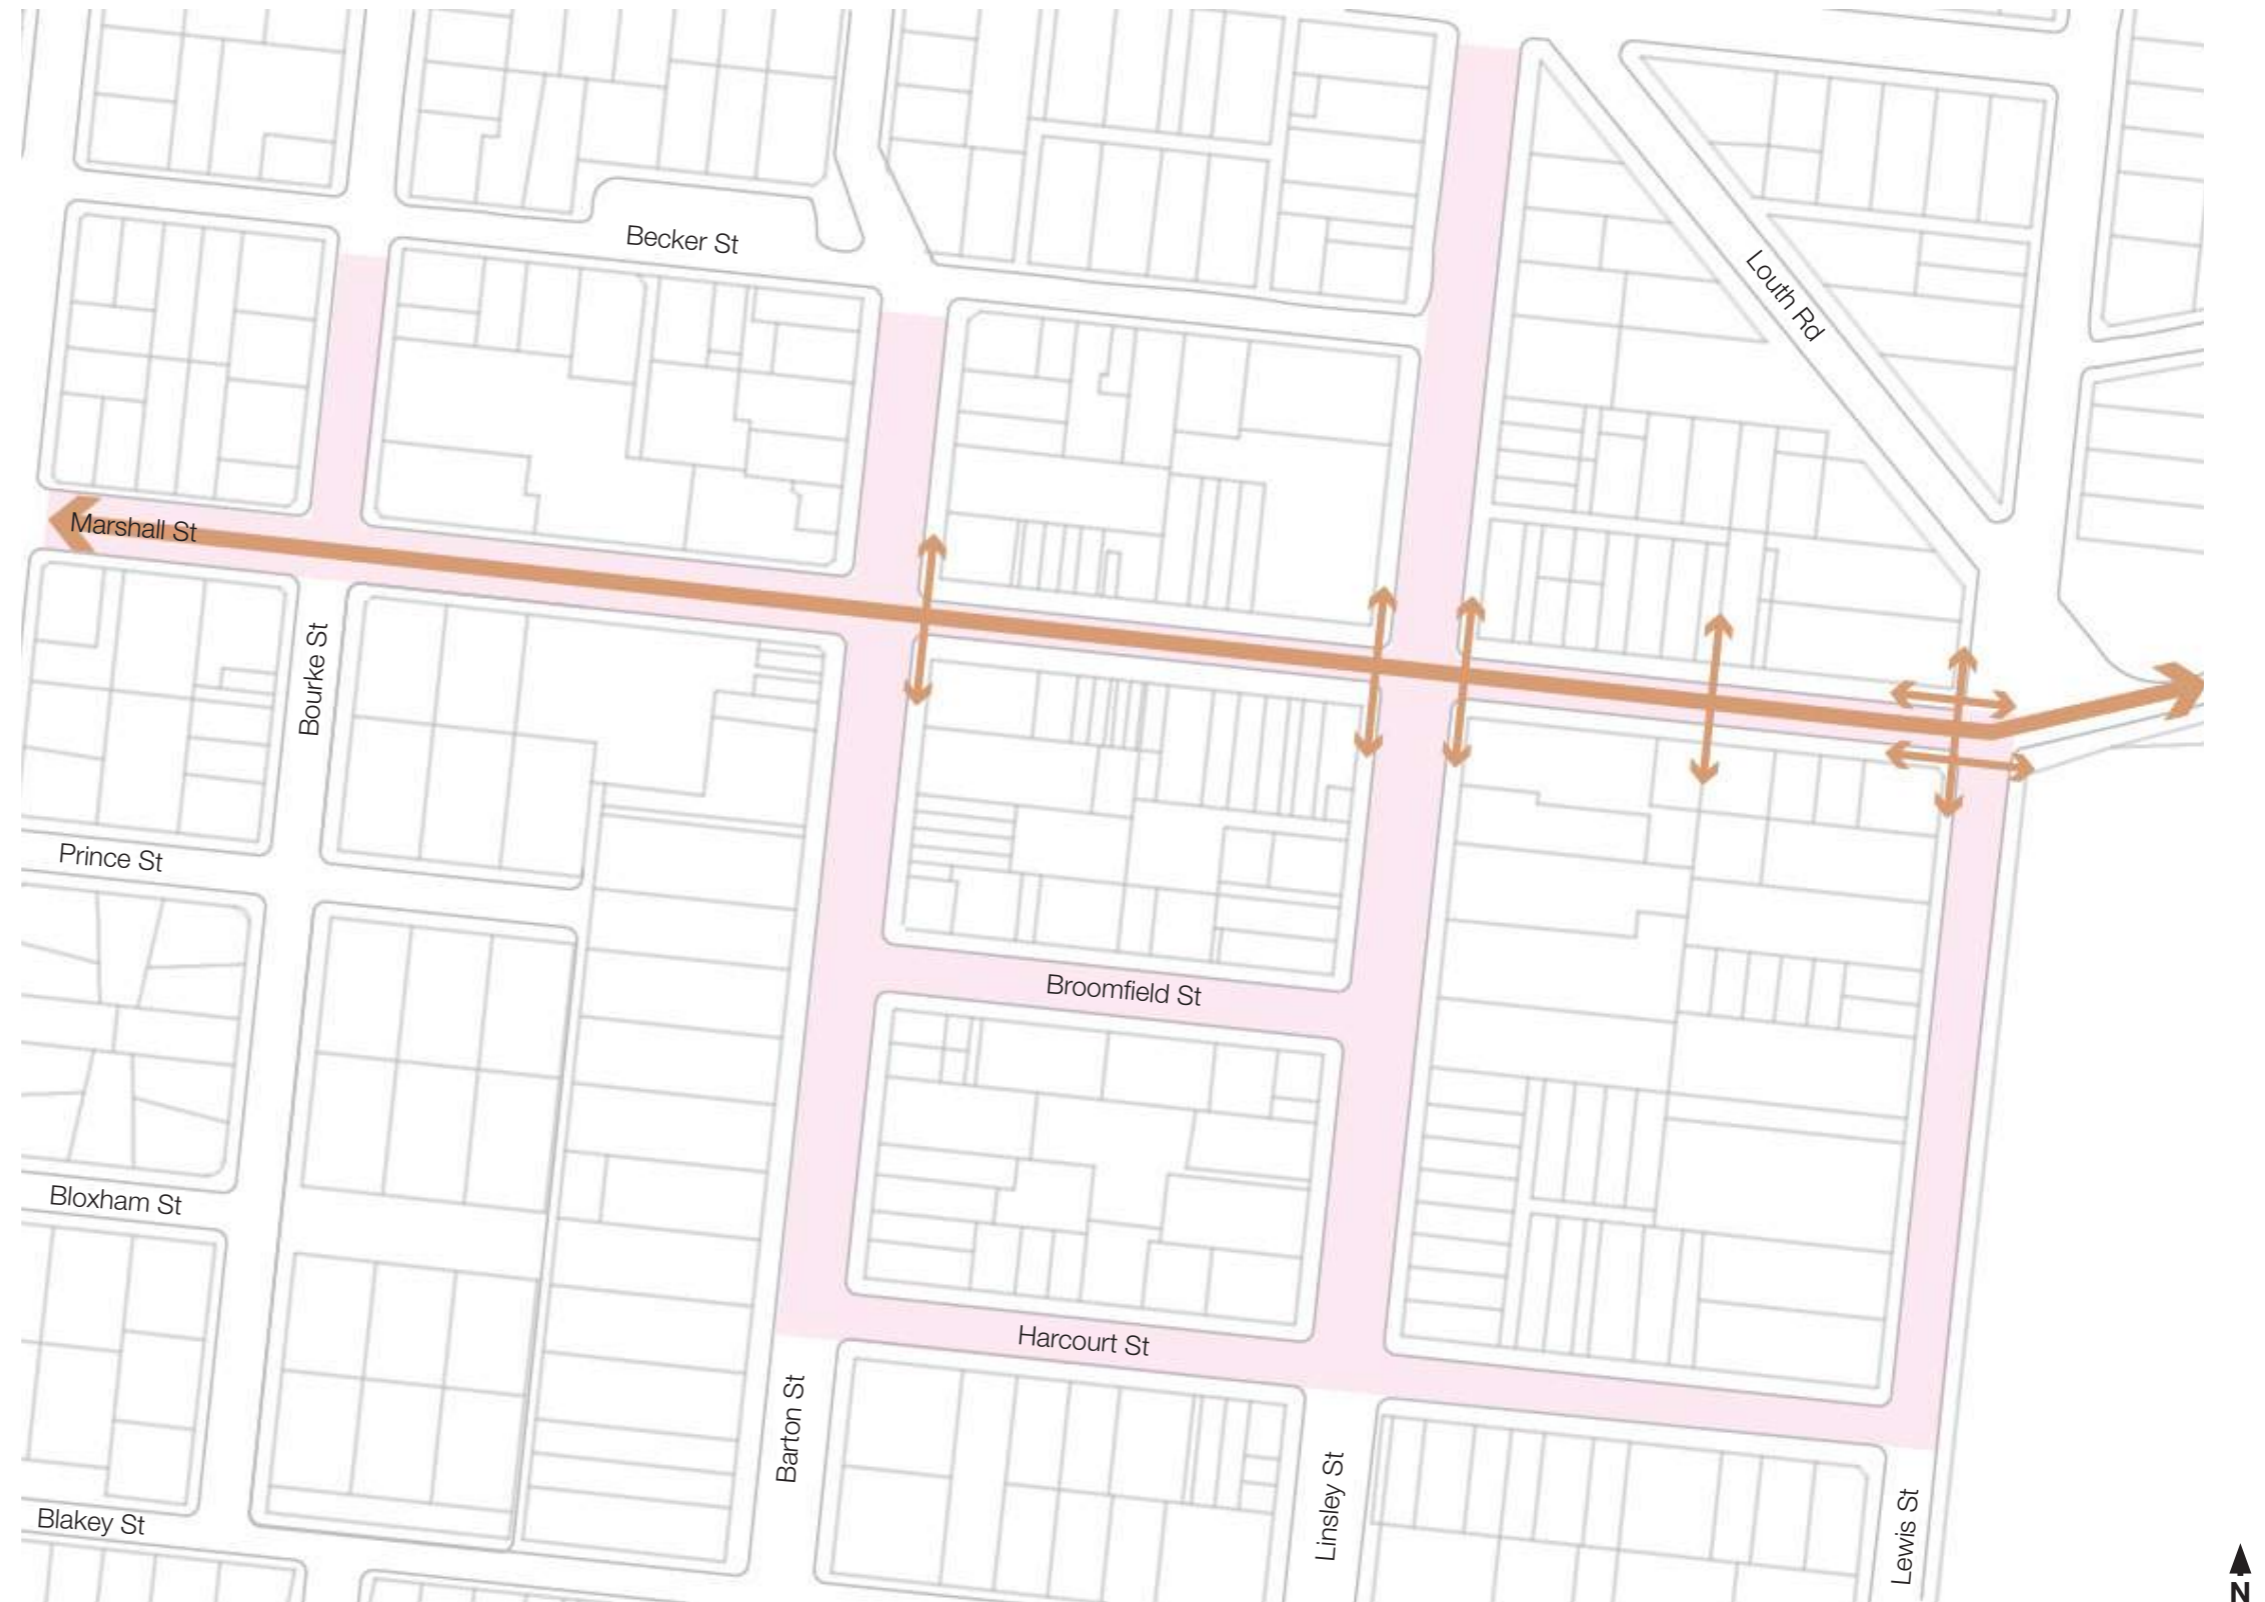 Becker St
Louth Rd
Marshall St
Bourke St
Prince St
Broomfield St
Bloxham St
Harcourt St
Barton St
Linsley St
Lewis St
Blakey St
N